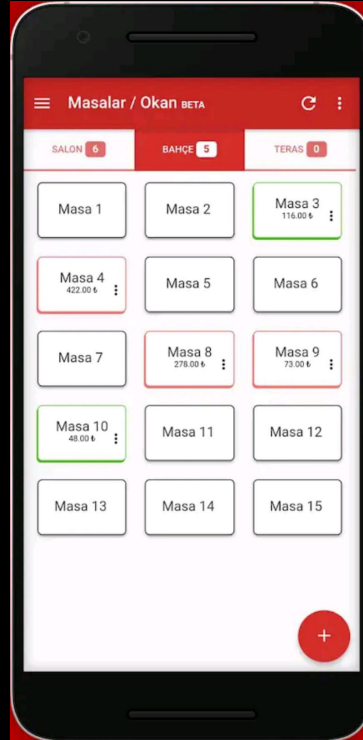 Masalar / Okan BETA
SALON 6
BAHÇE 5
TERAS 0
Masa 1
Masa 2
Masa 3
116.00 ₺
Masa 4
422.00 ₺
Masa 5
Masa 6
Masa 7
Masa 8
278.00 ₺
Masa 9
73.00 ₺
Masa 10
48.00 ₺
Masa 11
Masa 12
Masa 13
Masa 14
Masa 15